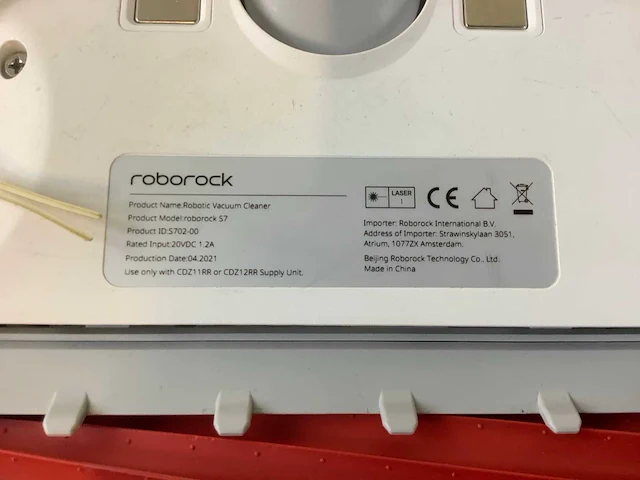 roborock
Product Name:Robotic Vacuum Cleaner
Product Model:roborock S7
Product ID:S702-00
Rated Input:20VDC 1.2A
Production Date:04.2021
Use only with CDZ11RR or CDZ12RR Supply Unit.
LASER
1
CE
Importer: Roborock International B.V.
Address of Importer: Strawinskylaan 3051,
Atrium, 1077ZX Amsterdam.
Beijing Roborock Technology Co., Ltd.
Made in China